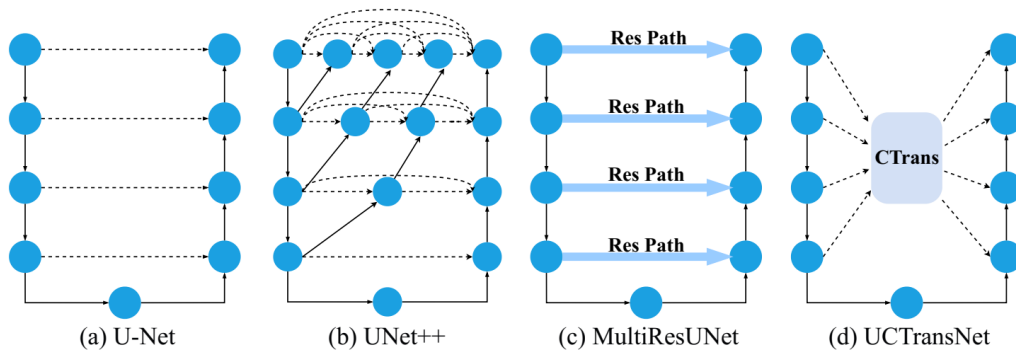 Res Path
Res Path
Res Path
Res Path
CTrans
(a) U-Net
(b) UNet++
(c) MultiResUNet
(d) UCTransNet